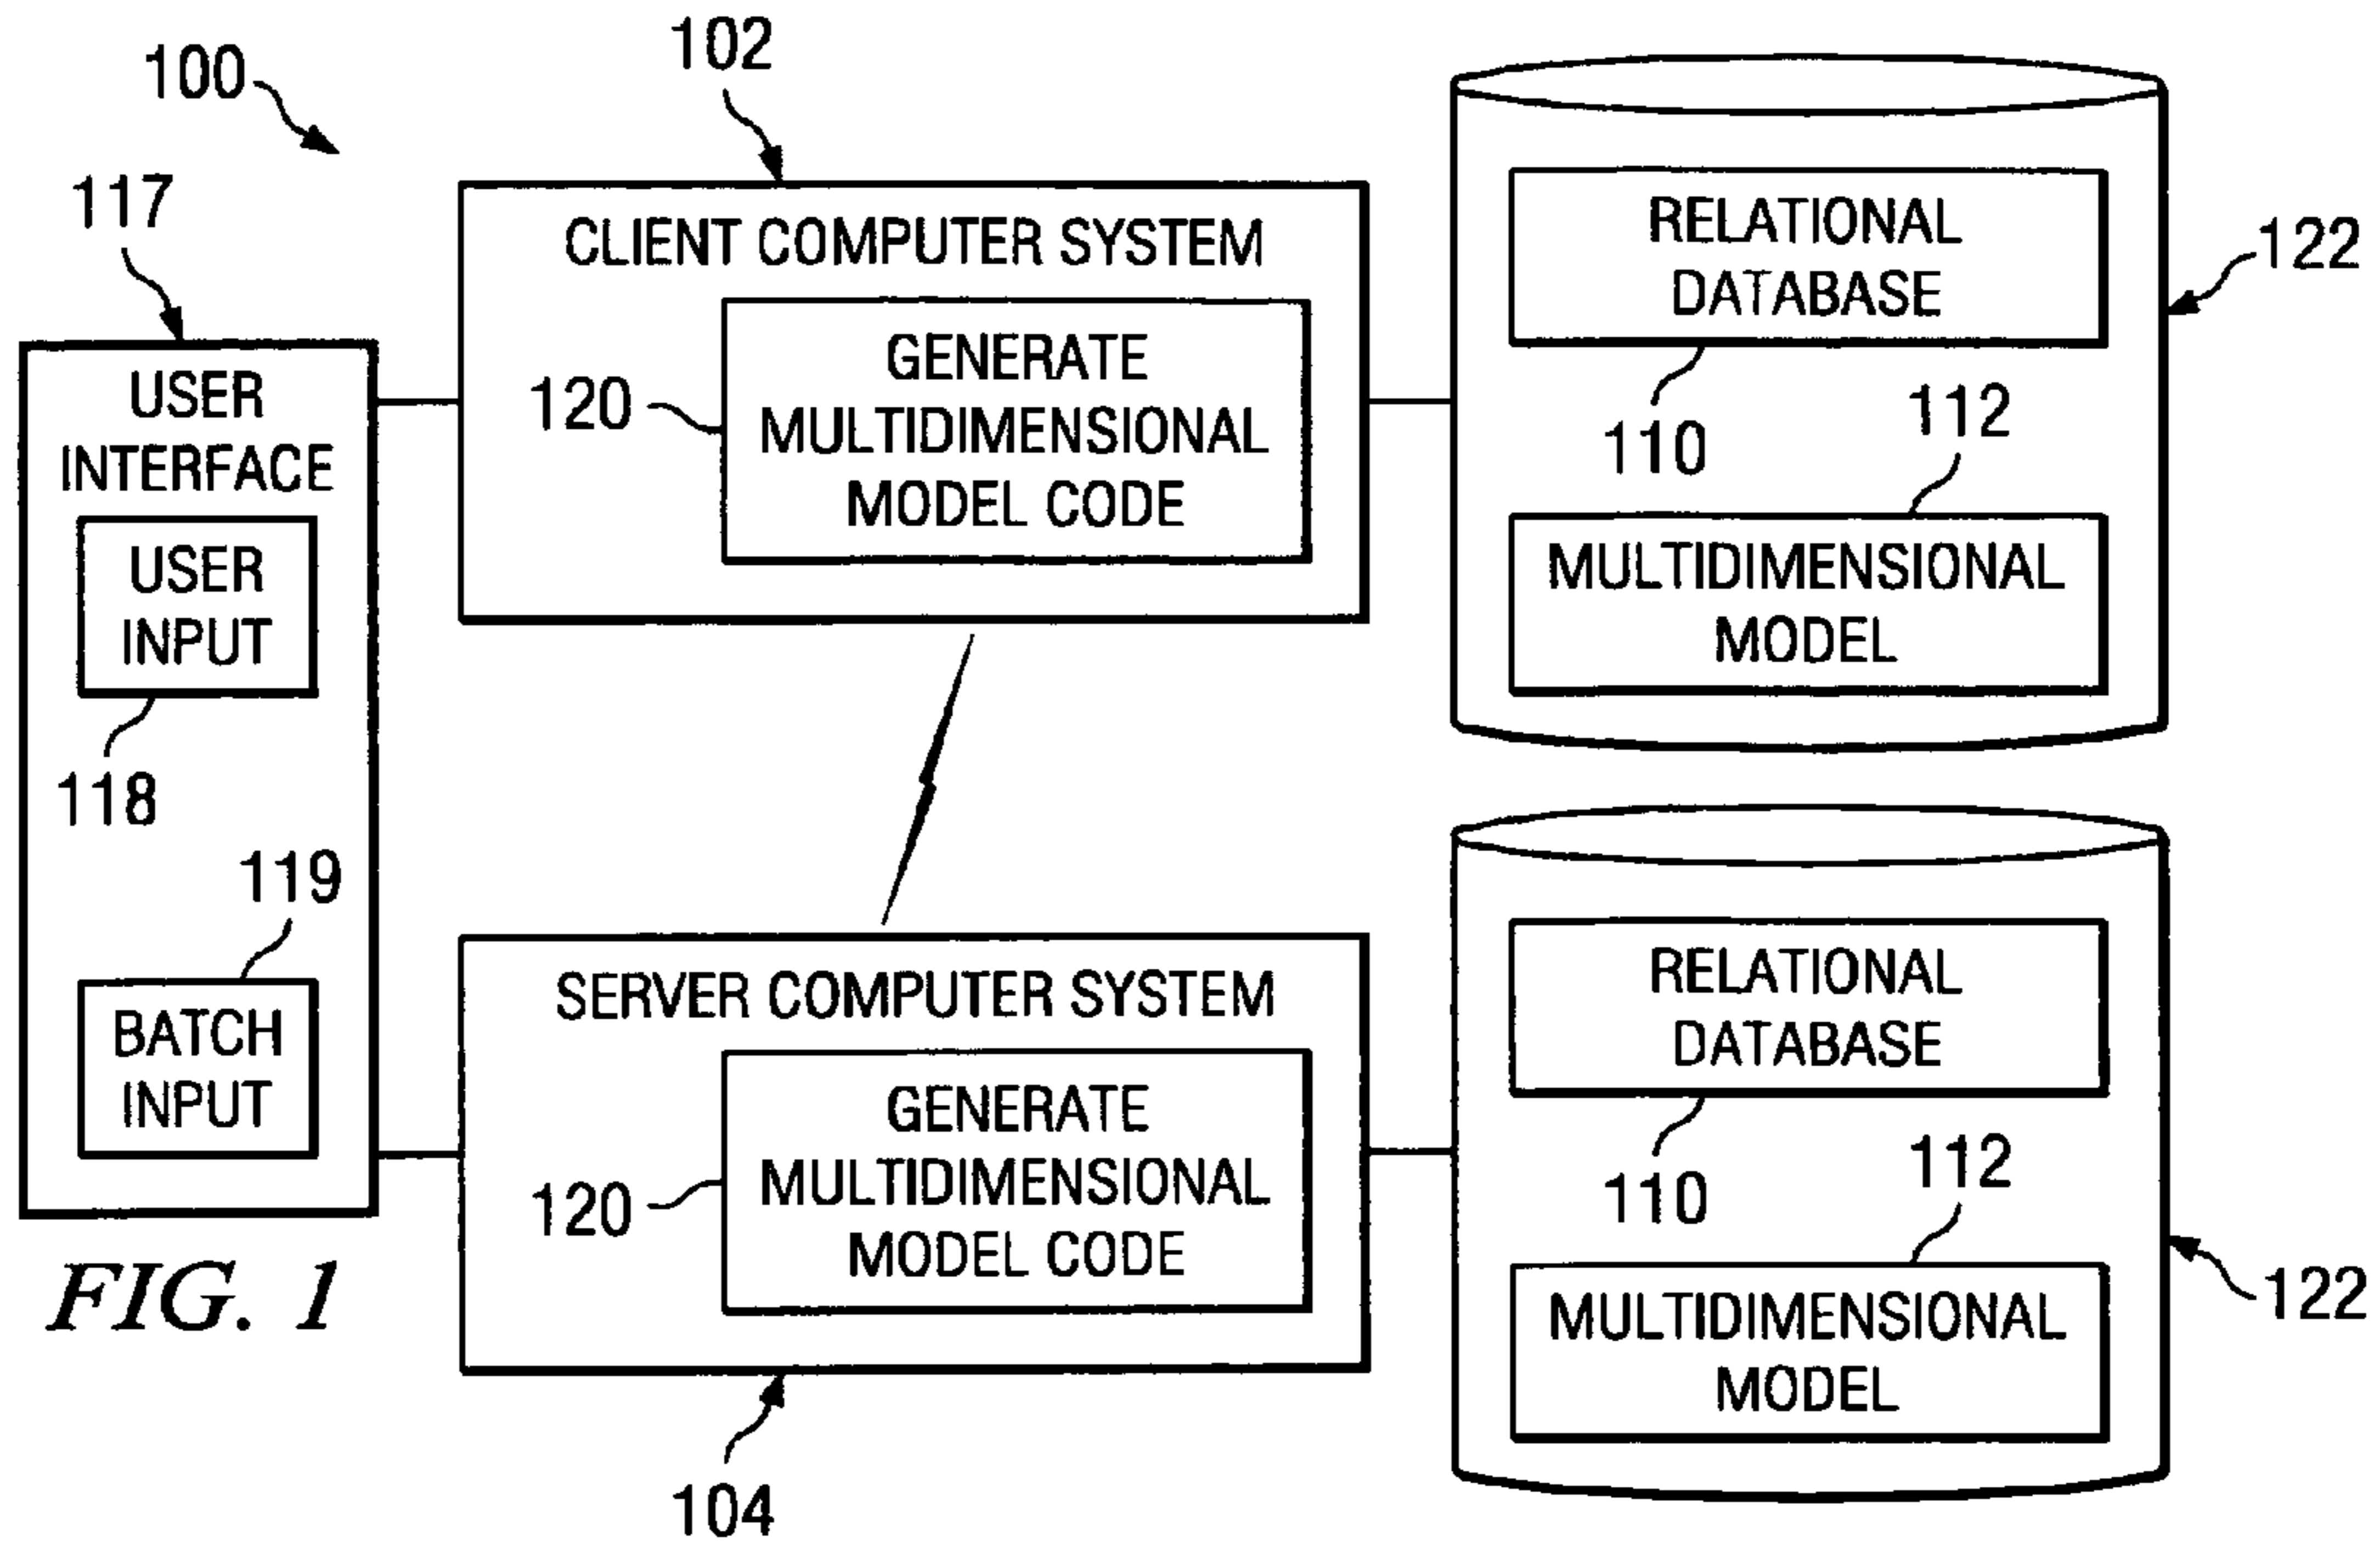 100
102
117
CLIENT COMPUTER SYSTEM
GENERATE
MULTIDIMENSIONAL
MODEL CODE
120
RELATIONAL
DATABASE
110
112
MULTIDIMENSIONAL
MODEL
122
USER
INTERFACE
USER
INPUT
118
119
BATCH
INPUT
SERVER COMPUTER SYSTEM
GENERATE
MULTIDIMENSIONAL
MODEL CODE
120
104
RELATIONAL
DATABASE
110
112
MULTIDIMENSIONAL
MODEL
122
FIG. 1